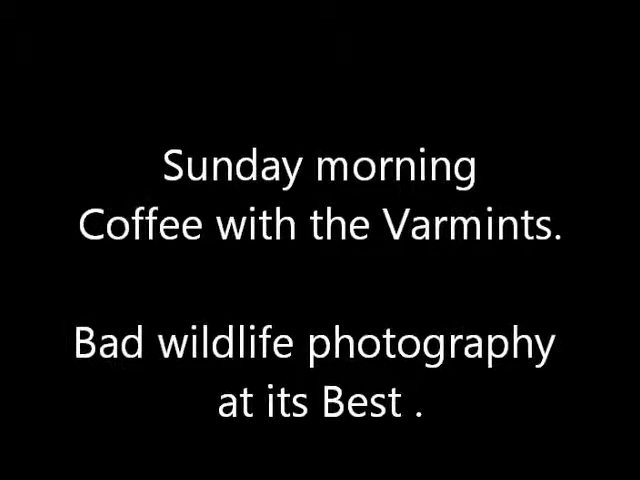 Sunday morning
Coffee with the Varmints.
Bad wildlife photography
at its Best .